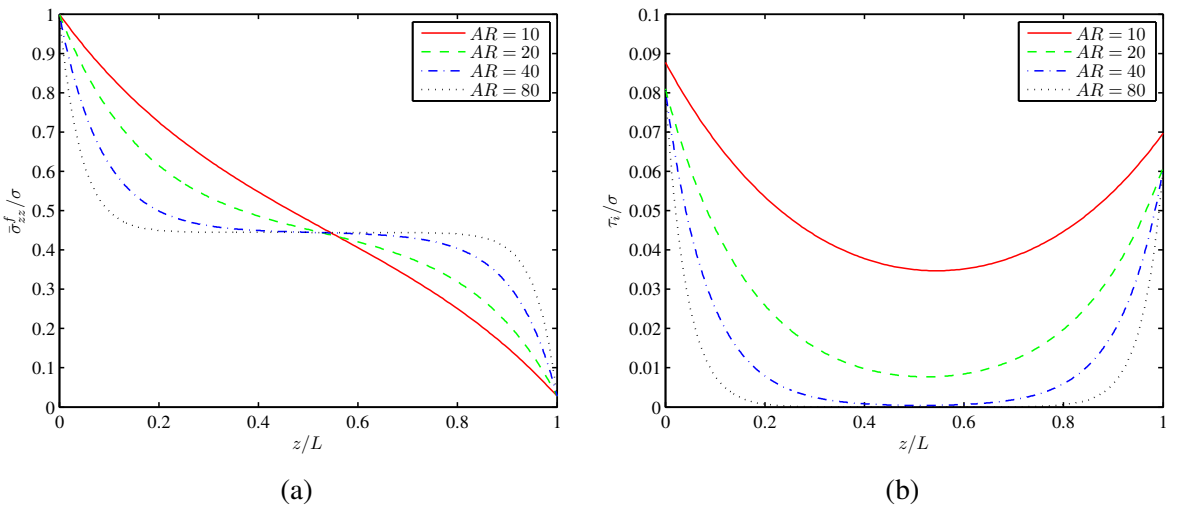 1
0.9
0.8
0.7
0.6
0.5
0.4
0.3
0.2
0.1
0
0 0.2 0.4 0.6 0.8 1
z/L
σ̄ᶠ_zz/σ
AR = 10
AR = 20
AR = 40
AR = 80
(a)
0.1
0.09
0.08
0.07
0.06
0.05
0.04
0.03
0.02
0.01
0
0 0.2 0.4 0.6 0.8 1
z/L
τᵢ/σ
AR = 10
AR = 20
AR = 40
AR = 80
(b)